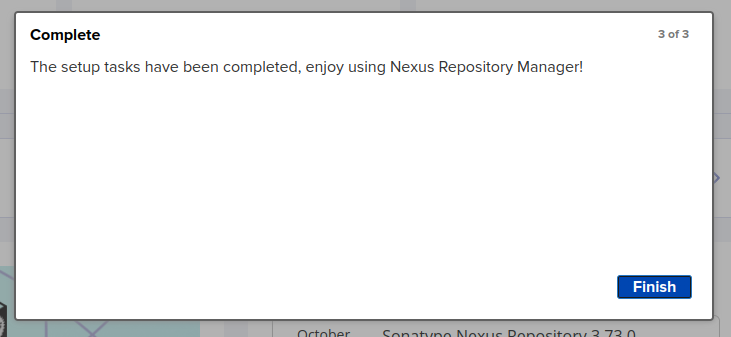 Complete
3 of 3
The setup tasks have been completed, enjoy using Nexus Repository Manager!
Finish
October Sonatype Nexus Repository 3.73.0